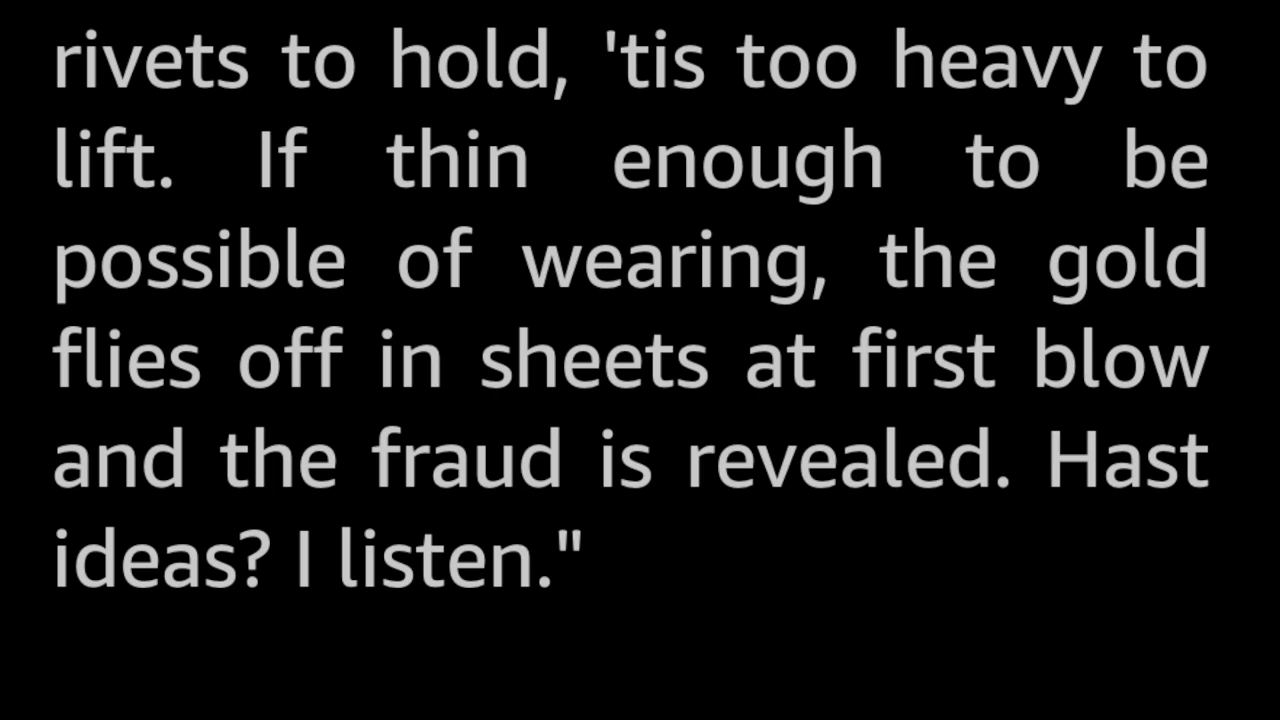 rivets to hold, 'tis too heavy to
lift. If thin enough to be
possible of wearing, the gold
flies off in sheets at first blow
and the fraud is revealed. Hast
ideas? I listen."